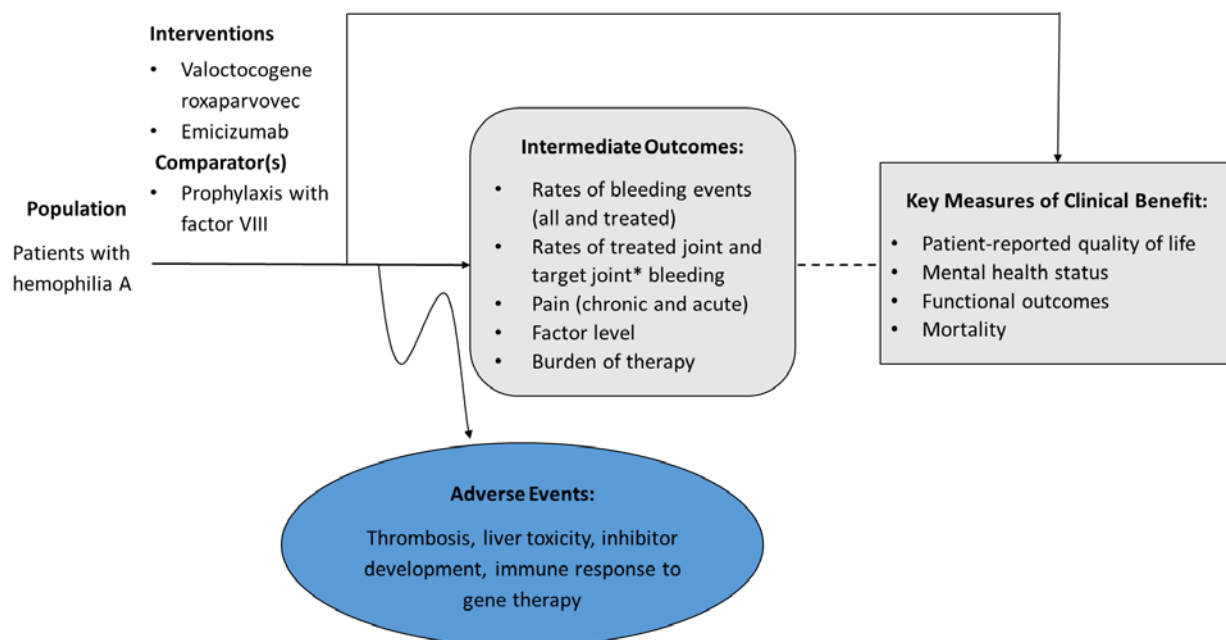 Interventions
• Valoctocogene
roxaparvovec
• Emicizumab
Comparator(s)
• Prophylaxis with
factor VIII
Population
Patients with
hemophilia A
Intermediate Outcomes:
• Rates of bleeding events
(all and treated)
• Rates of treated joint and
target joint* bleeding
• Pain (chronic and acute)
• Factor level
• Burden of therapy
Key Measures of Clinical Benefit:
• Patient-reported quality of life
• Mental health status
• Functional outcomes
• Mortality
Adverse Events:
Thrombosis, liver toxicity, inhibitor
development, immune response to
gene therapy